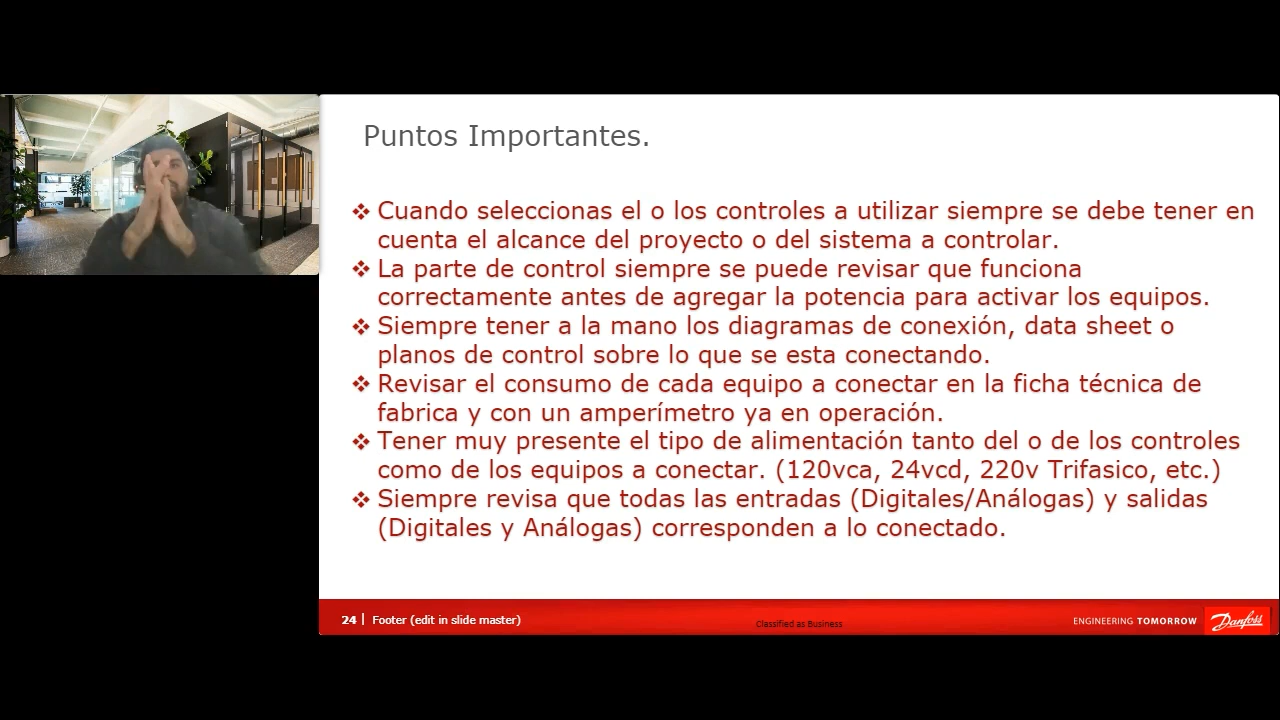 Puntos Importantes.
❖ Cuando seleccionas el o los controles a utilizar siempre se debe tener en
cuenta el alcance del proyecto o del sistema a controlar.
❖ La parte de control siempre se puede revisar que funciona
correctamente antes de agregar la potencia para activar los equipos.
❖ Siempre tener a la mano los diagramas de conexión, data sheet o
planos de control sobre lo que se esta conectando.
❖ Revisar el consumo de cada equipo a conectar en la ficha técnica de
fabrica y con un amperímetro ya en operación.
❖ Tener muy presente el tipo de alimentación tanto del o de los controles
como de los equipos a conectar. (120vca, 24vcd, 220v Trifasico, etc.)
❖ Siempre revisa que todas las entradas (Digitales/Análogas) y salidas
(Digitales y Análogas) corresponden a lo conectado.
24 | Footer (edit in slide master)
Classified as Business
ENGINEERING TOMORROW
Danfoss